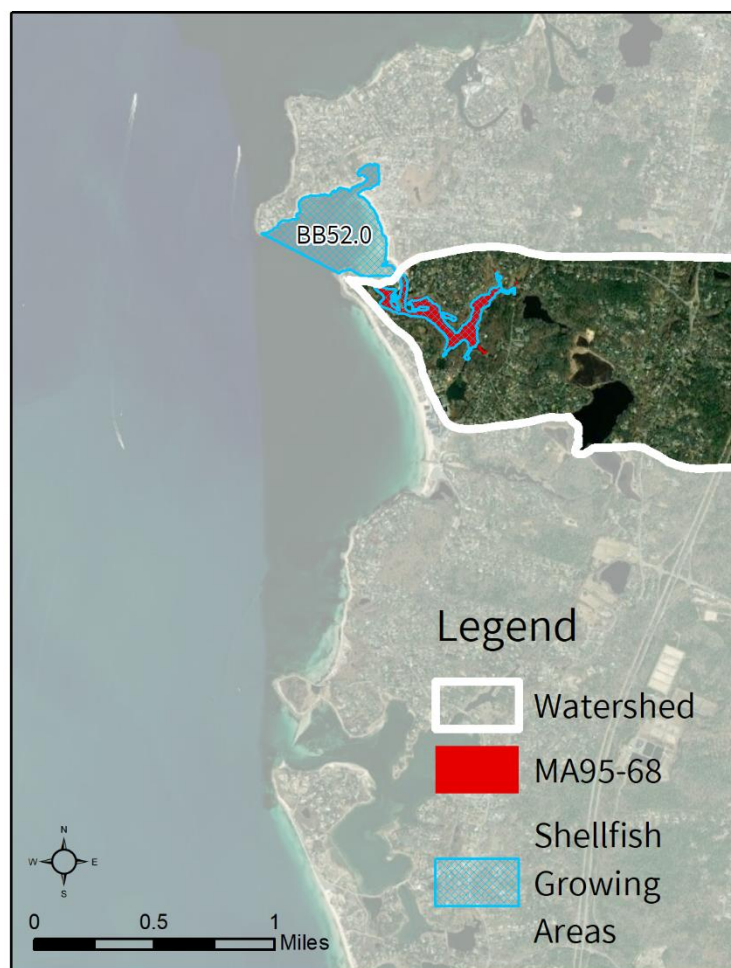 BB52.0
Legend
Watershed
MA95-68
Shellfish
Growing
Areas
N
W E
S
0 0.5 1
Miles